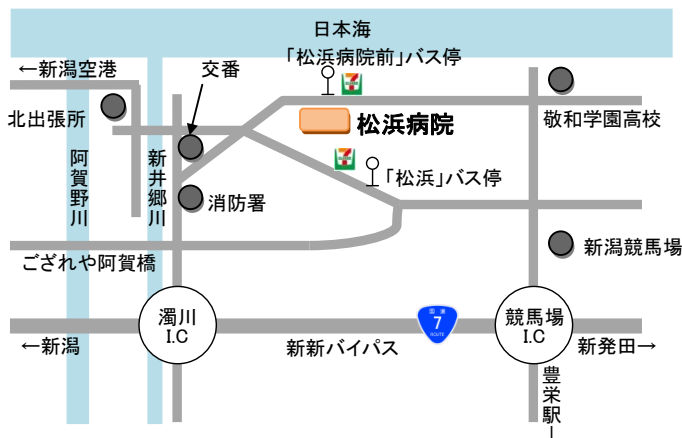 日本海
←新潟空港
交番
「松浜病院前」バス停
北出張所
松浜病院
敬和学園高校
阿賀野川
新井郷川
「松浜」バス停
消防署
新潟競馬場
ござれや阿賀橋
濁川
I.C
国道
7
ROUTE
競馬場
I.C
←新潟
新新バイパス
新発田→
豊栄駅